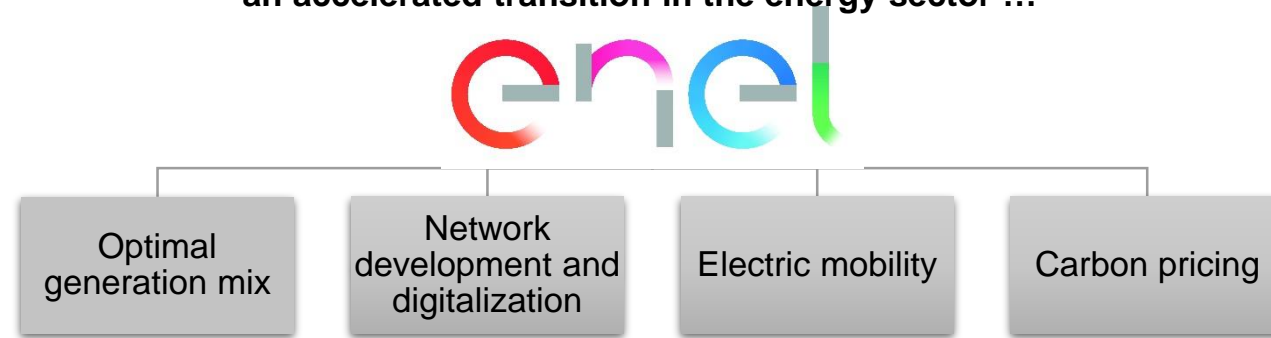 an accelerated transition in the energy sector …
enel
Optimal
generation mix
Network
development and
digitalization
Electric mobility
Carbon pricing